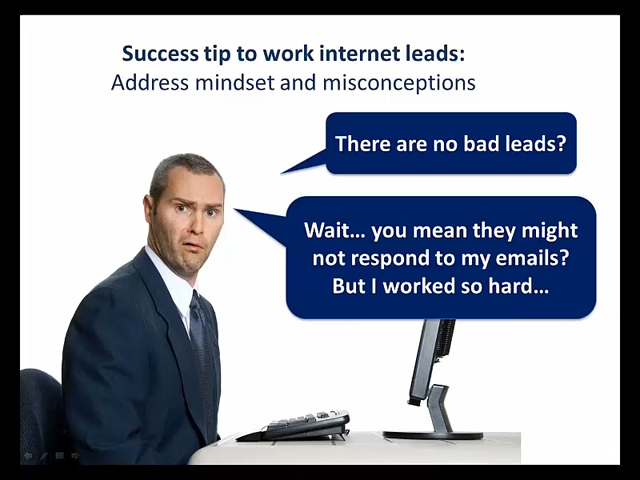 Success tip to work internet leads:
Address mindset and misconceptions
There are no bad leads?
Wait… you mean they might
not respond to my emails?
But I worked so hard…